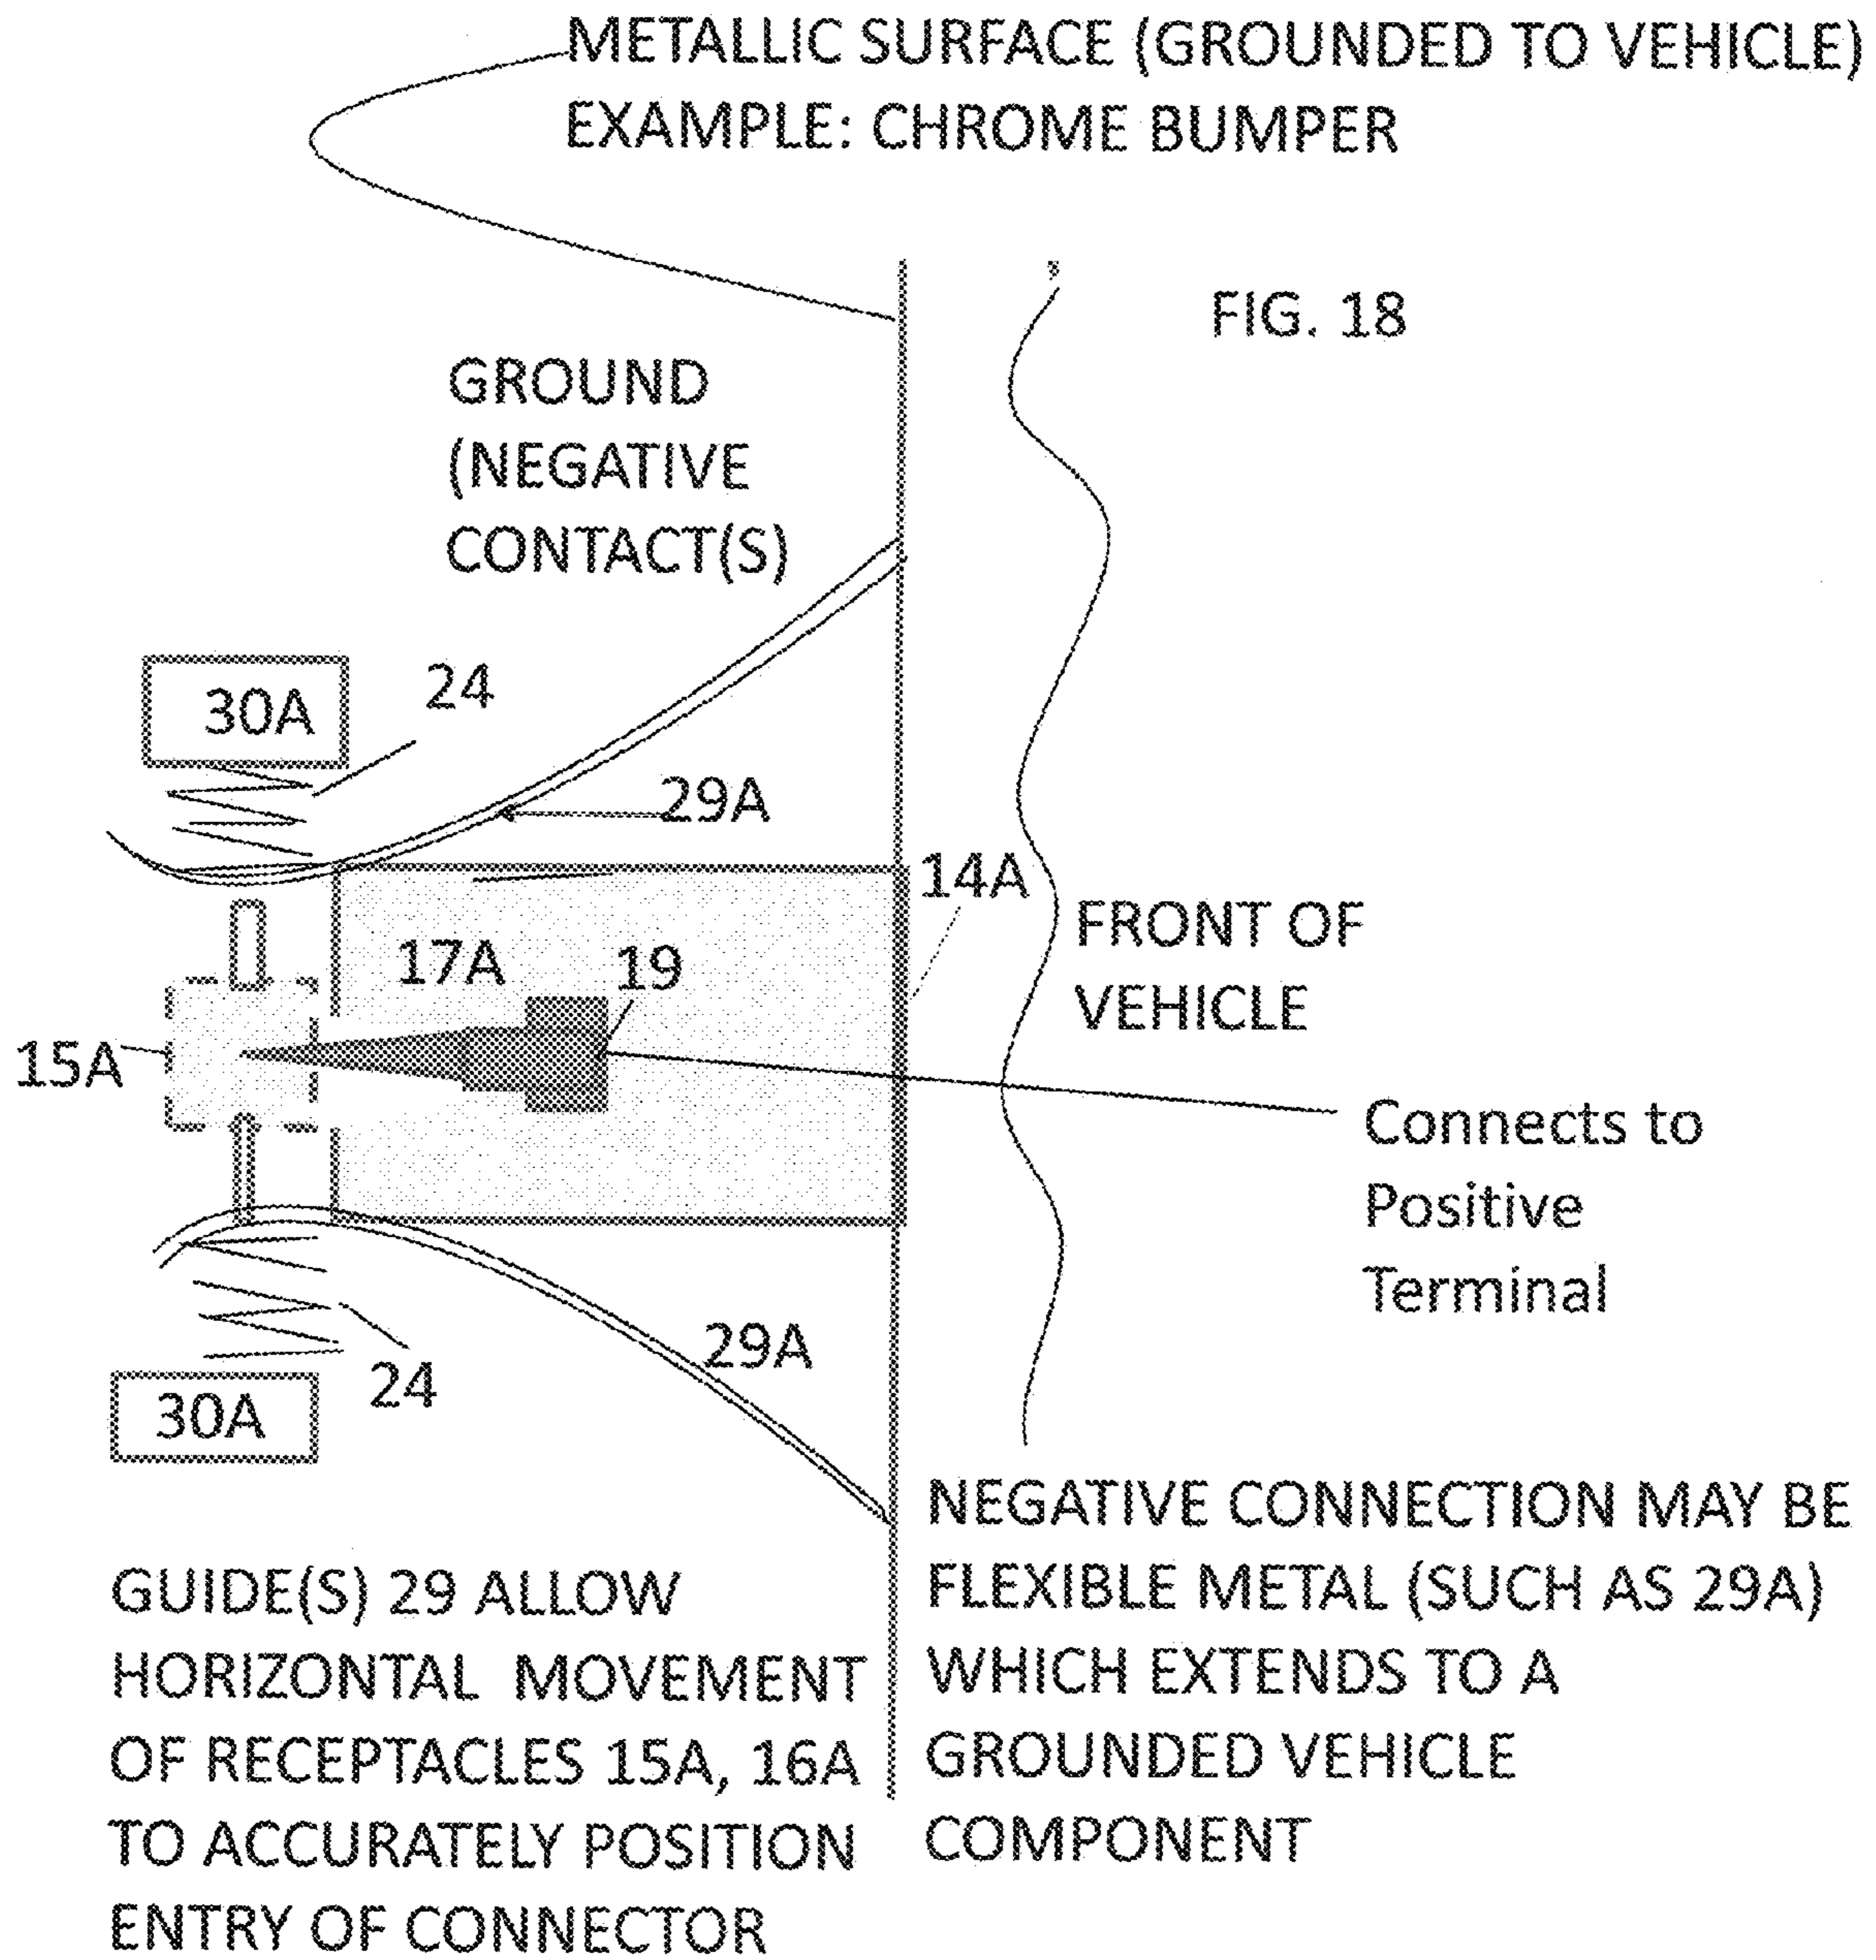 METALLIC SURFACE (GROUNDED TO VEHICLE)
EXAMPLE: CHROME BUMPER
FIG. 18
GROUND
(NEGATIVE
CONTACT(S)
30A
24
29A
14A
FRONT OF
VEHICLE
17A
19
15A
Connects to
Positive
Terminal
29A
24
30A
NEGATIVE CONNECTION MAY BE
FLEXIBLE METAL (SUCH AS 29A)
WHICH EXTENDS TO A
GROUNDED VEHICLE
COMPONENT
GUIDE(S) 29 ALLOW
HORIZONTAL MOVEMENT
OF RECEPTACLES 15A, 16A
TO ACCURATELY POSITION
ENTRY OF CONNECTOR